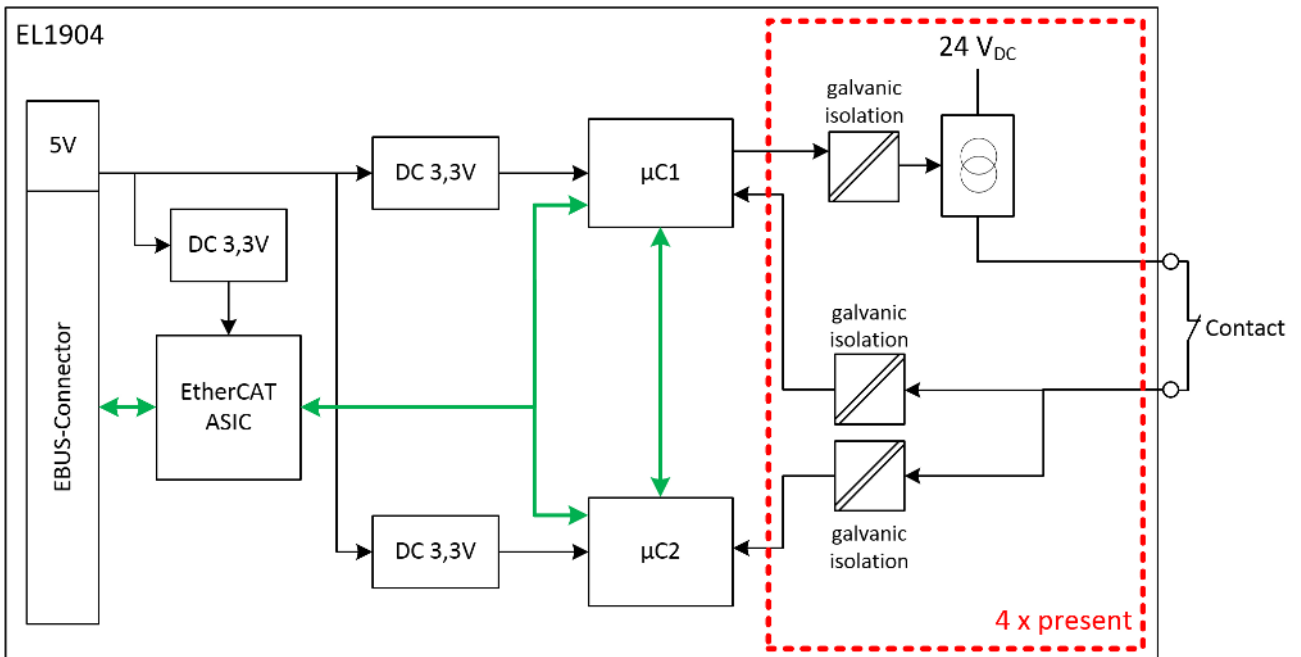 EL1904
24 VDC
galvanic
isolation
5V
DC 3,3V
µC1
DC 3,3V
galvanic
isolation
Contact
EtherCAT
ASIC
EBUS-Connector
DC 3,3V
µC2
galvanic
isolation
4 x present